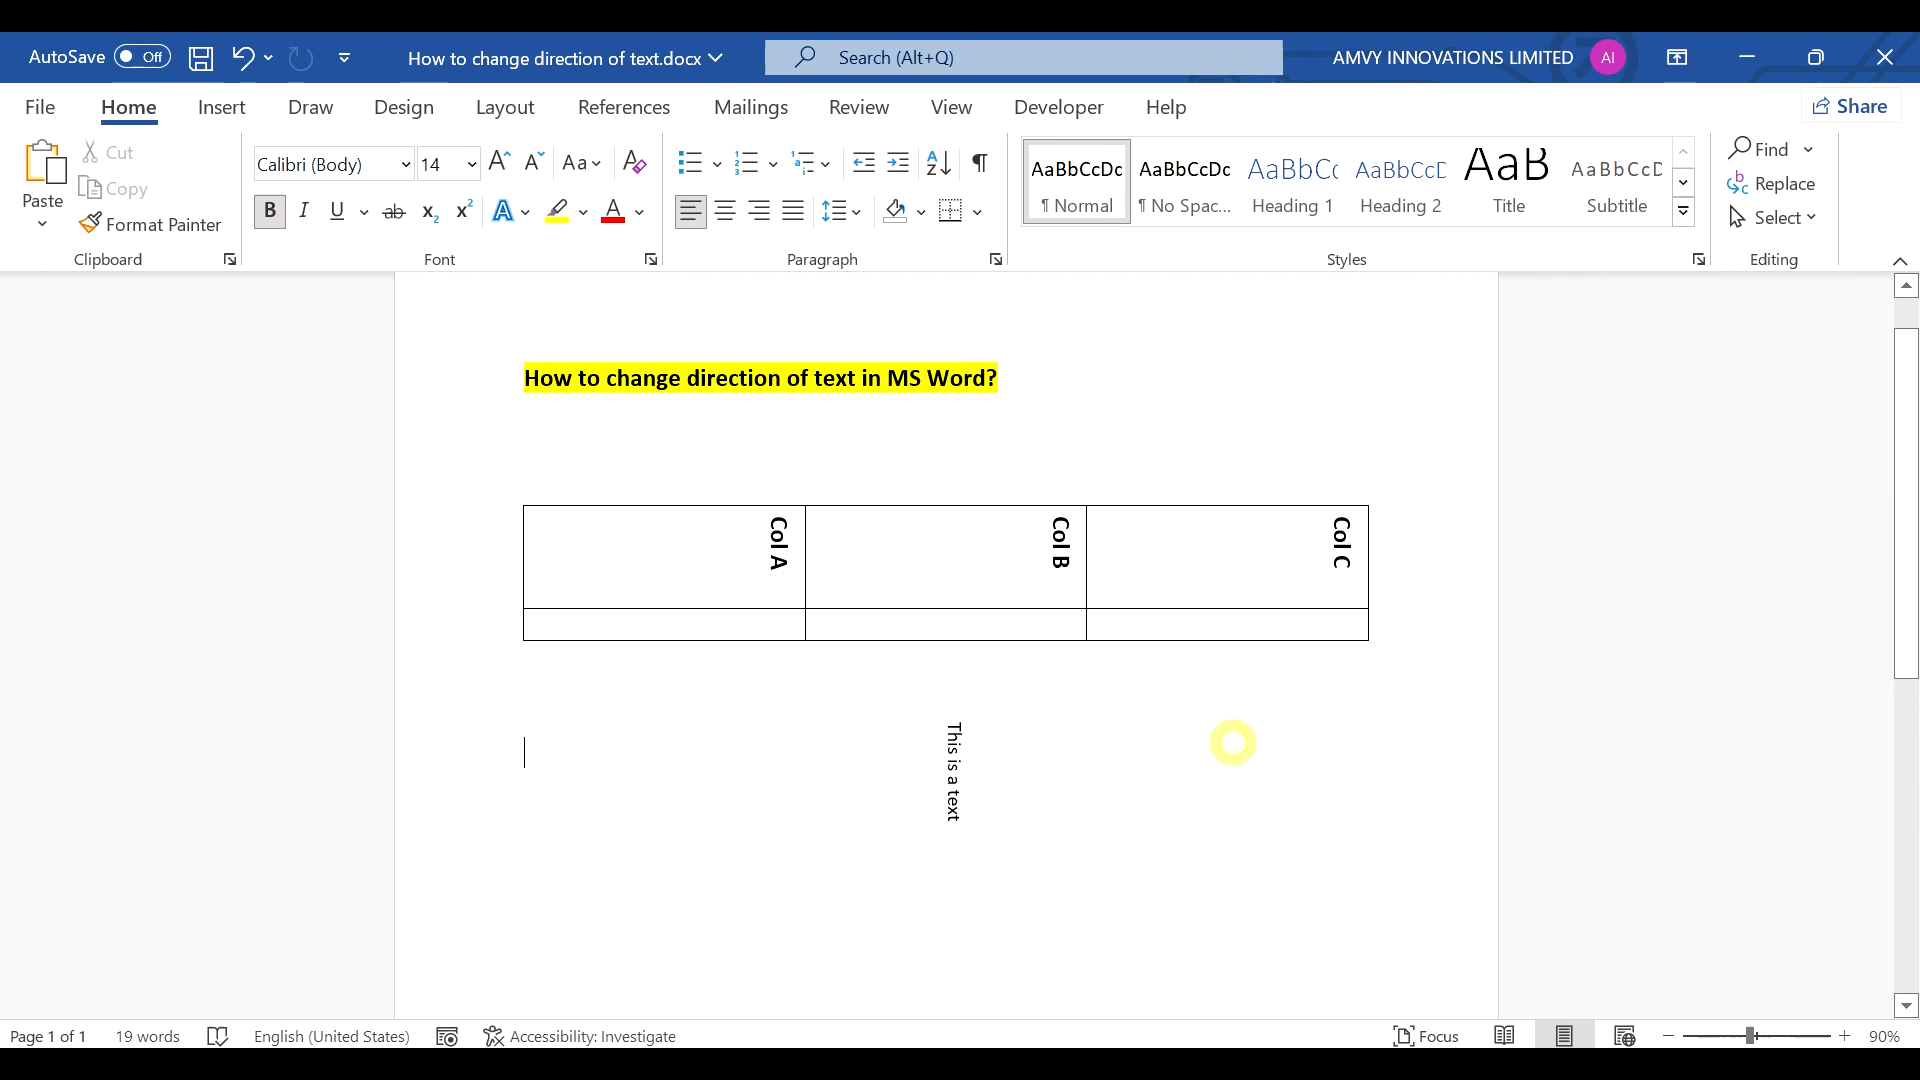 AutoSave Off How to change direction of text.docx Search (Alt+Q) AMVY INNOVATIONS LIMITED AI
File Home Insert Draw Design Layout References Mailings Review View Developer Help Share
Paste Cut Copy Format Painter
Calibri (Body) 14 Aa
B I U ab x2 x2 A A
AaBbCcDc AaBbCcDc AaBbCc AaBbCcD AaB AaBbCcD
¶ Normal ¶ No Spac... Heading 1 Heading 2 Title Subtitle
Find
Replace
Select
Clipboard Font Paragraph Styles Editing
How to change direction of text in MS Word?
Col A Col B Col C
This is a text
Page 1 of 1 19 words English (United States) Accessibility: Investigate Focus 90%